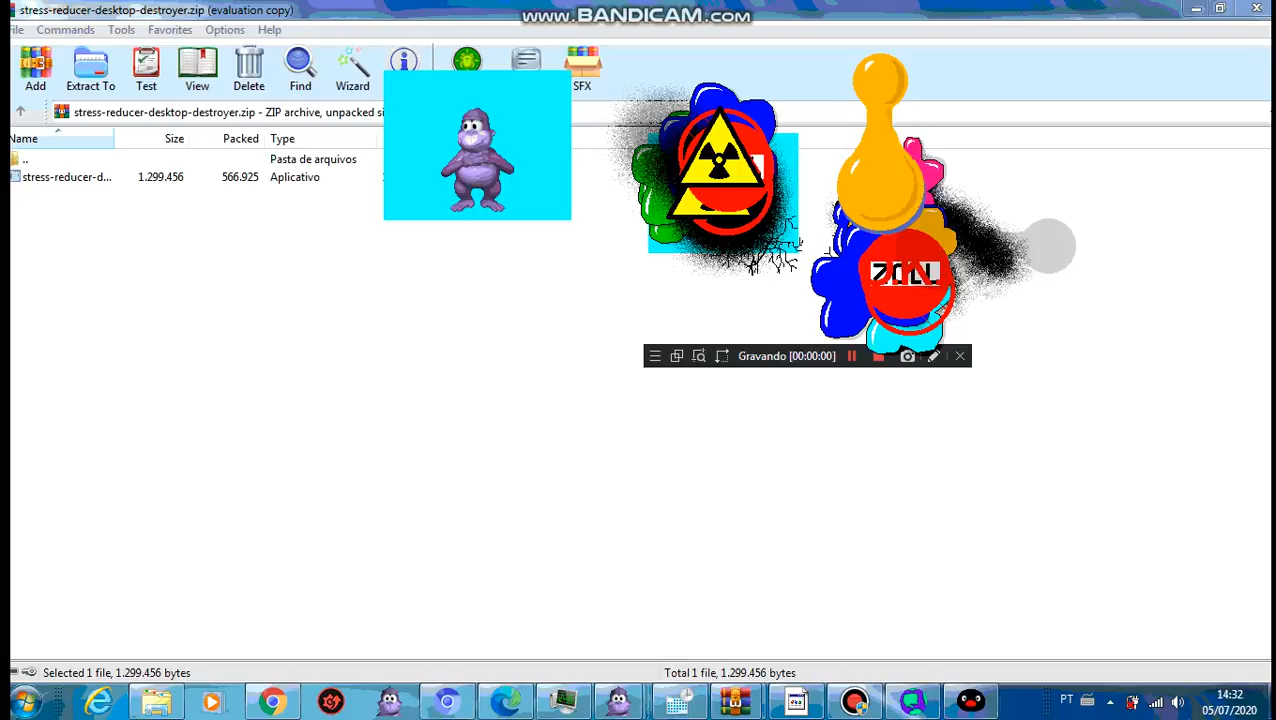 stress-reducer-desktop-destroyer.zip (evaluation copy)
www.BANDICAM.com
File Commands Tools Favorites Options Help
Add Extract To Test View Delete Find Wizard SFX
stress-reducer-desktop-destroyer.zip - ZIP archive, unpacked si
Name Size Packed Type
.. Pasta de arquivos
stress-reducer-d... 1.299.456 566.925 Aplicativo
ZOLL
Gravando [00:00:00]
Selected 1 file, 1.299.456 bytes
Total 1 file, 1.299.456 bytes
PT
14:32
05/07/2020